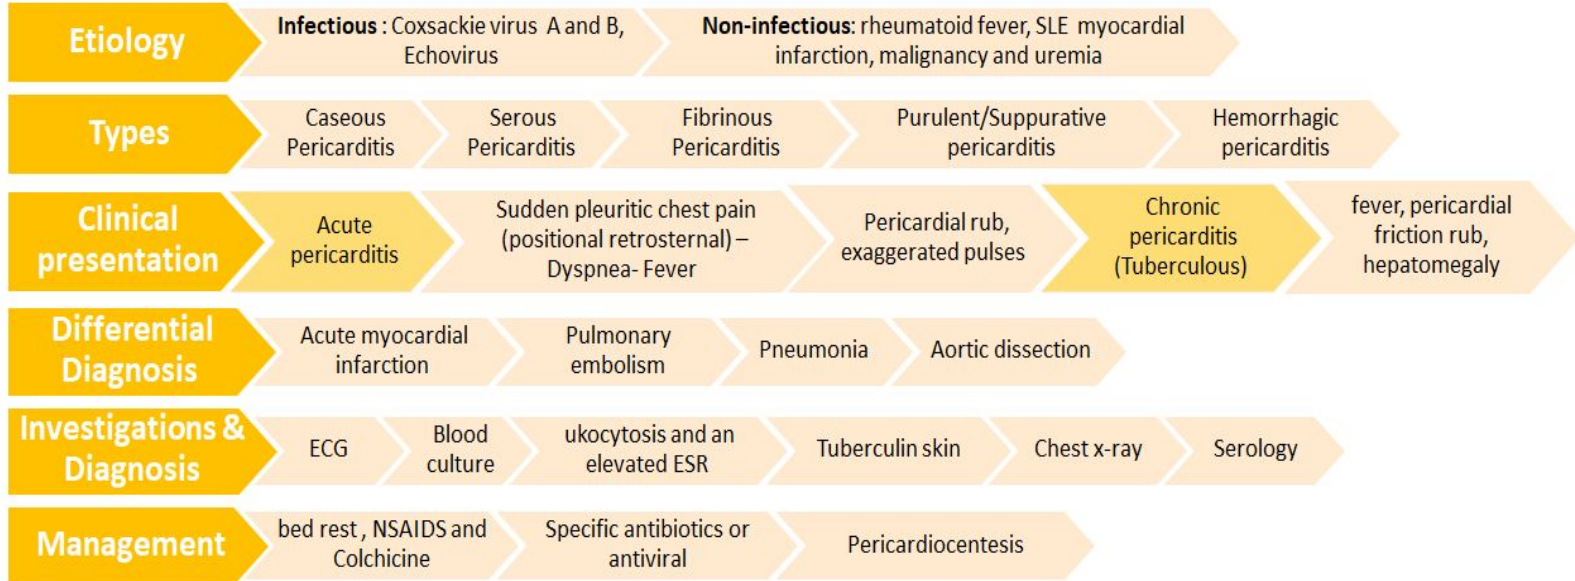 Etiology
Infectious : Coxsackie virus A and B,
Echovirus
Non-infectious: rheumatoid fever, SLE myocardial
infarction, malignancy and uremia
Types
Caseous
Pericarditis
Serous
Pericarditis
Fibrinous
Pericarditis
Purulent/Suppurative
pericarditis
Hemorrhagic
pericarditis
Clinical
presentation
Acute
pericarditis
Sudden pleuritic chest pain
(positional retrosternal) –
Dyspnea- Fever
Pericardial rub,
exaggerated pulses
Chronic
pericarditis
(Tuberculous)
fever, pericardial
friction rub,
hepatomegaly
Differential
Diagnosis
Acute myocardial
infarction
Pulmonary
embolism
Pneumonia
Aortic dissection
Investigations &
Diagnosis
ECG
Blood
culture
ukocytosis and an
elevated ESR
Tuberculin skin
Chest x-ray
Serology
Management
bed rest , NSAIDS and
Colchicine
Specific antibiotics or
antiviral
Pericardiocentesis